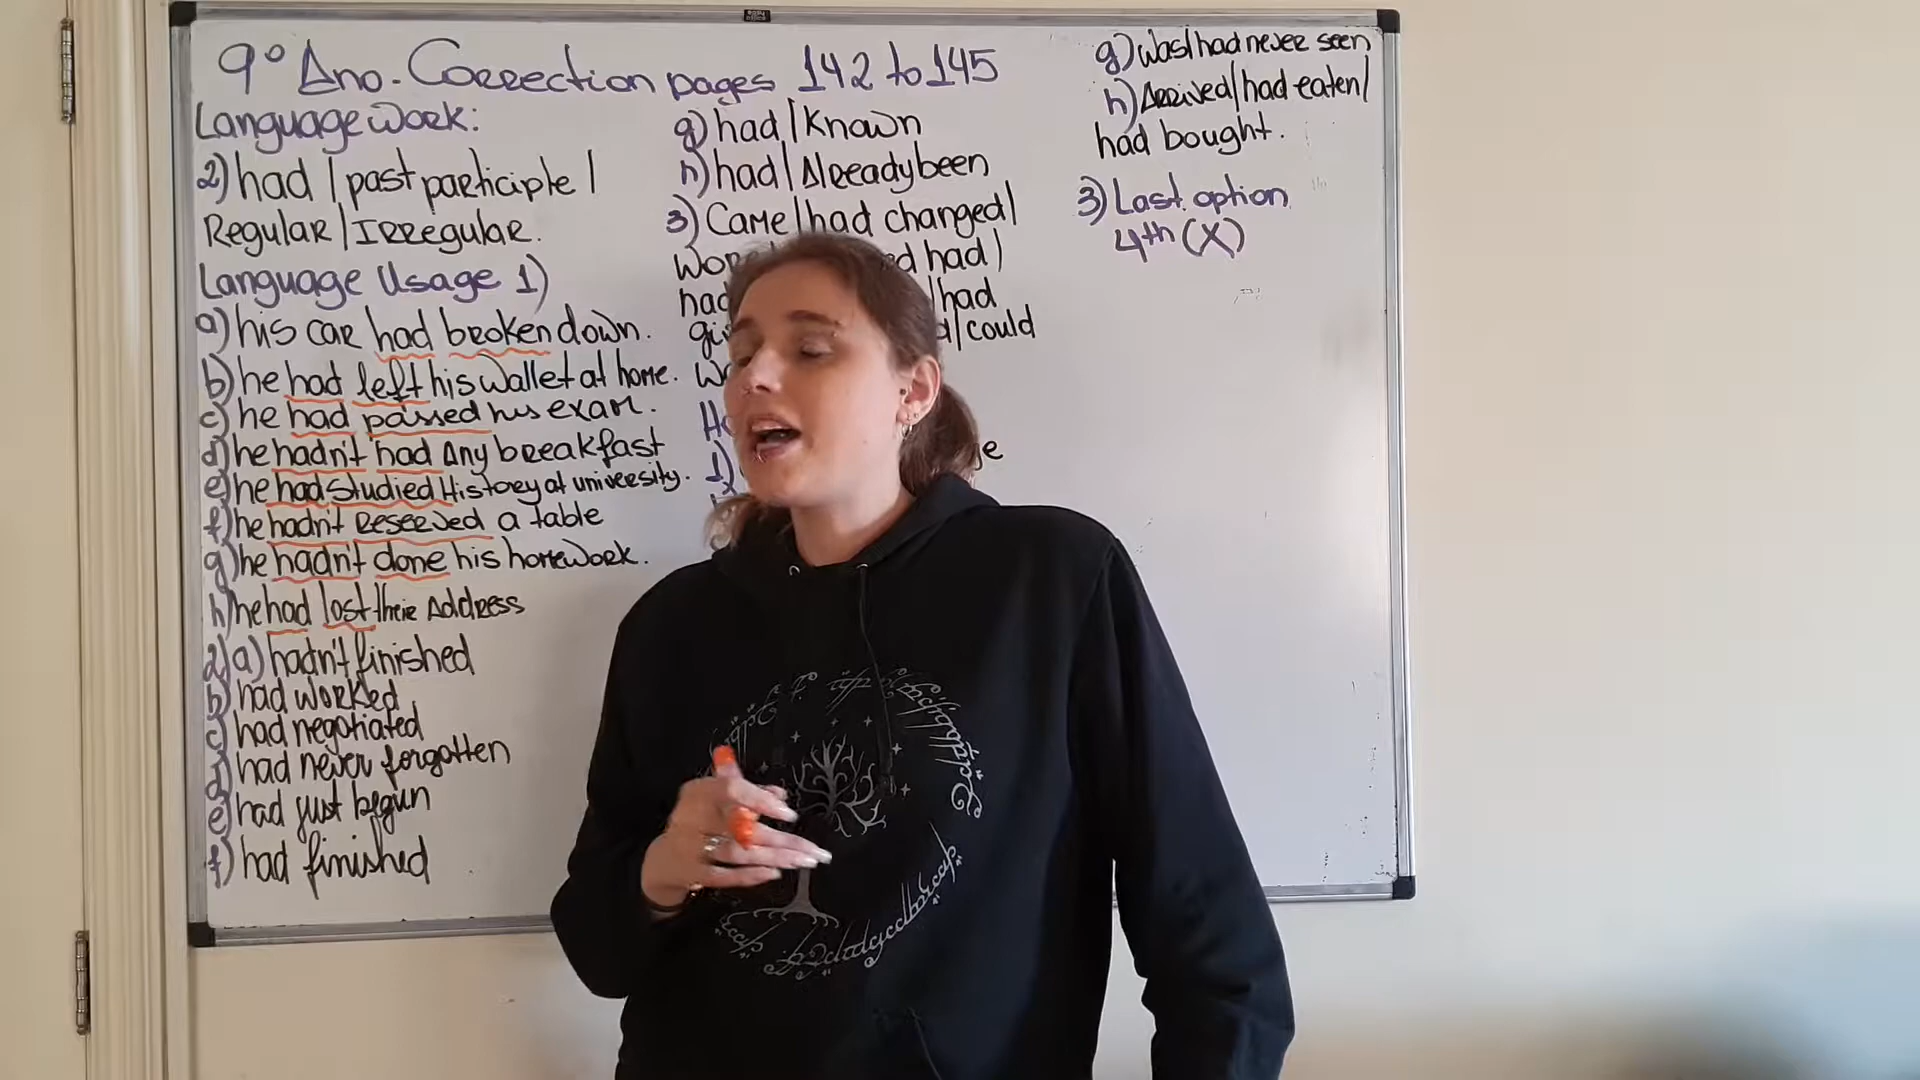 9º Ano. Correction pages 142 to 145
Language Work:
2) had / past participle /
Regular / Irregular.
Language Usage 1)
a) his car had broken down.
b) he had left his wallet at home.
c) he had passed his exam.
d) he hadn't had any breakfast
e) he had studied History at university.
f) he hadn't reserved a table
g) he hadn't done his homework.
h) he had lost their address
2) a) hadn't finished
b) had worked
c) had negotiated
d) had never forgotten
e) had just begun
f) had finished
g) had / known
h) had / Already been
3) Came / had changed /
had /
had / had
/ could
1)
g) was / had never seen
h) Arrived / had eaten /
had bought.
3) Last option
4th (X)